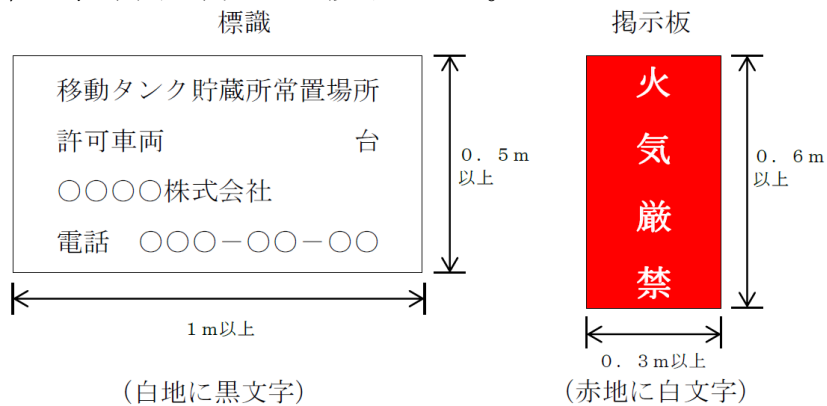 標識
移動タンク貯蔵所常置場所
許可車両　　　　　　　台
○○○○株式会社
電話　○○○－○○－○○
0．5m
以上
1m以上
(白地に黒文字)
掲示板
火
気
厳
禁
0．6m
以上
0．3m以上
(赤地に白文字)